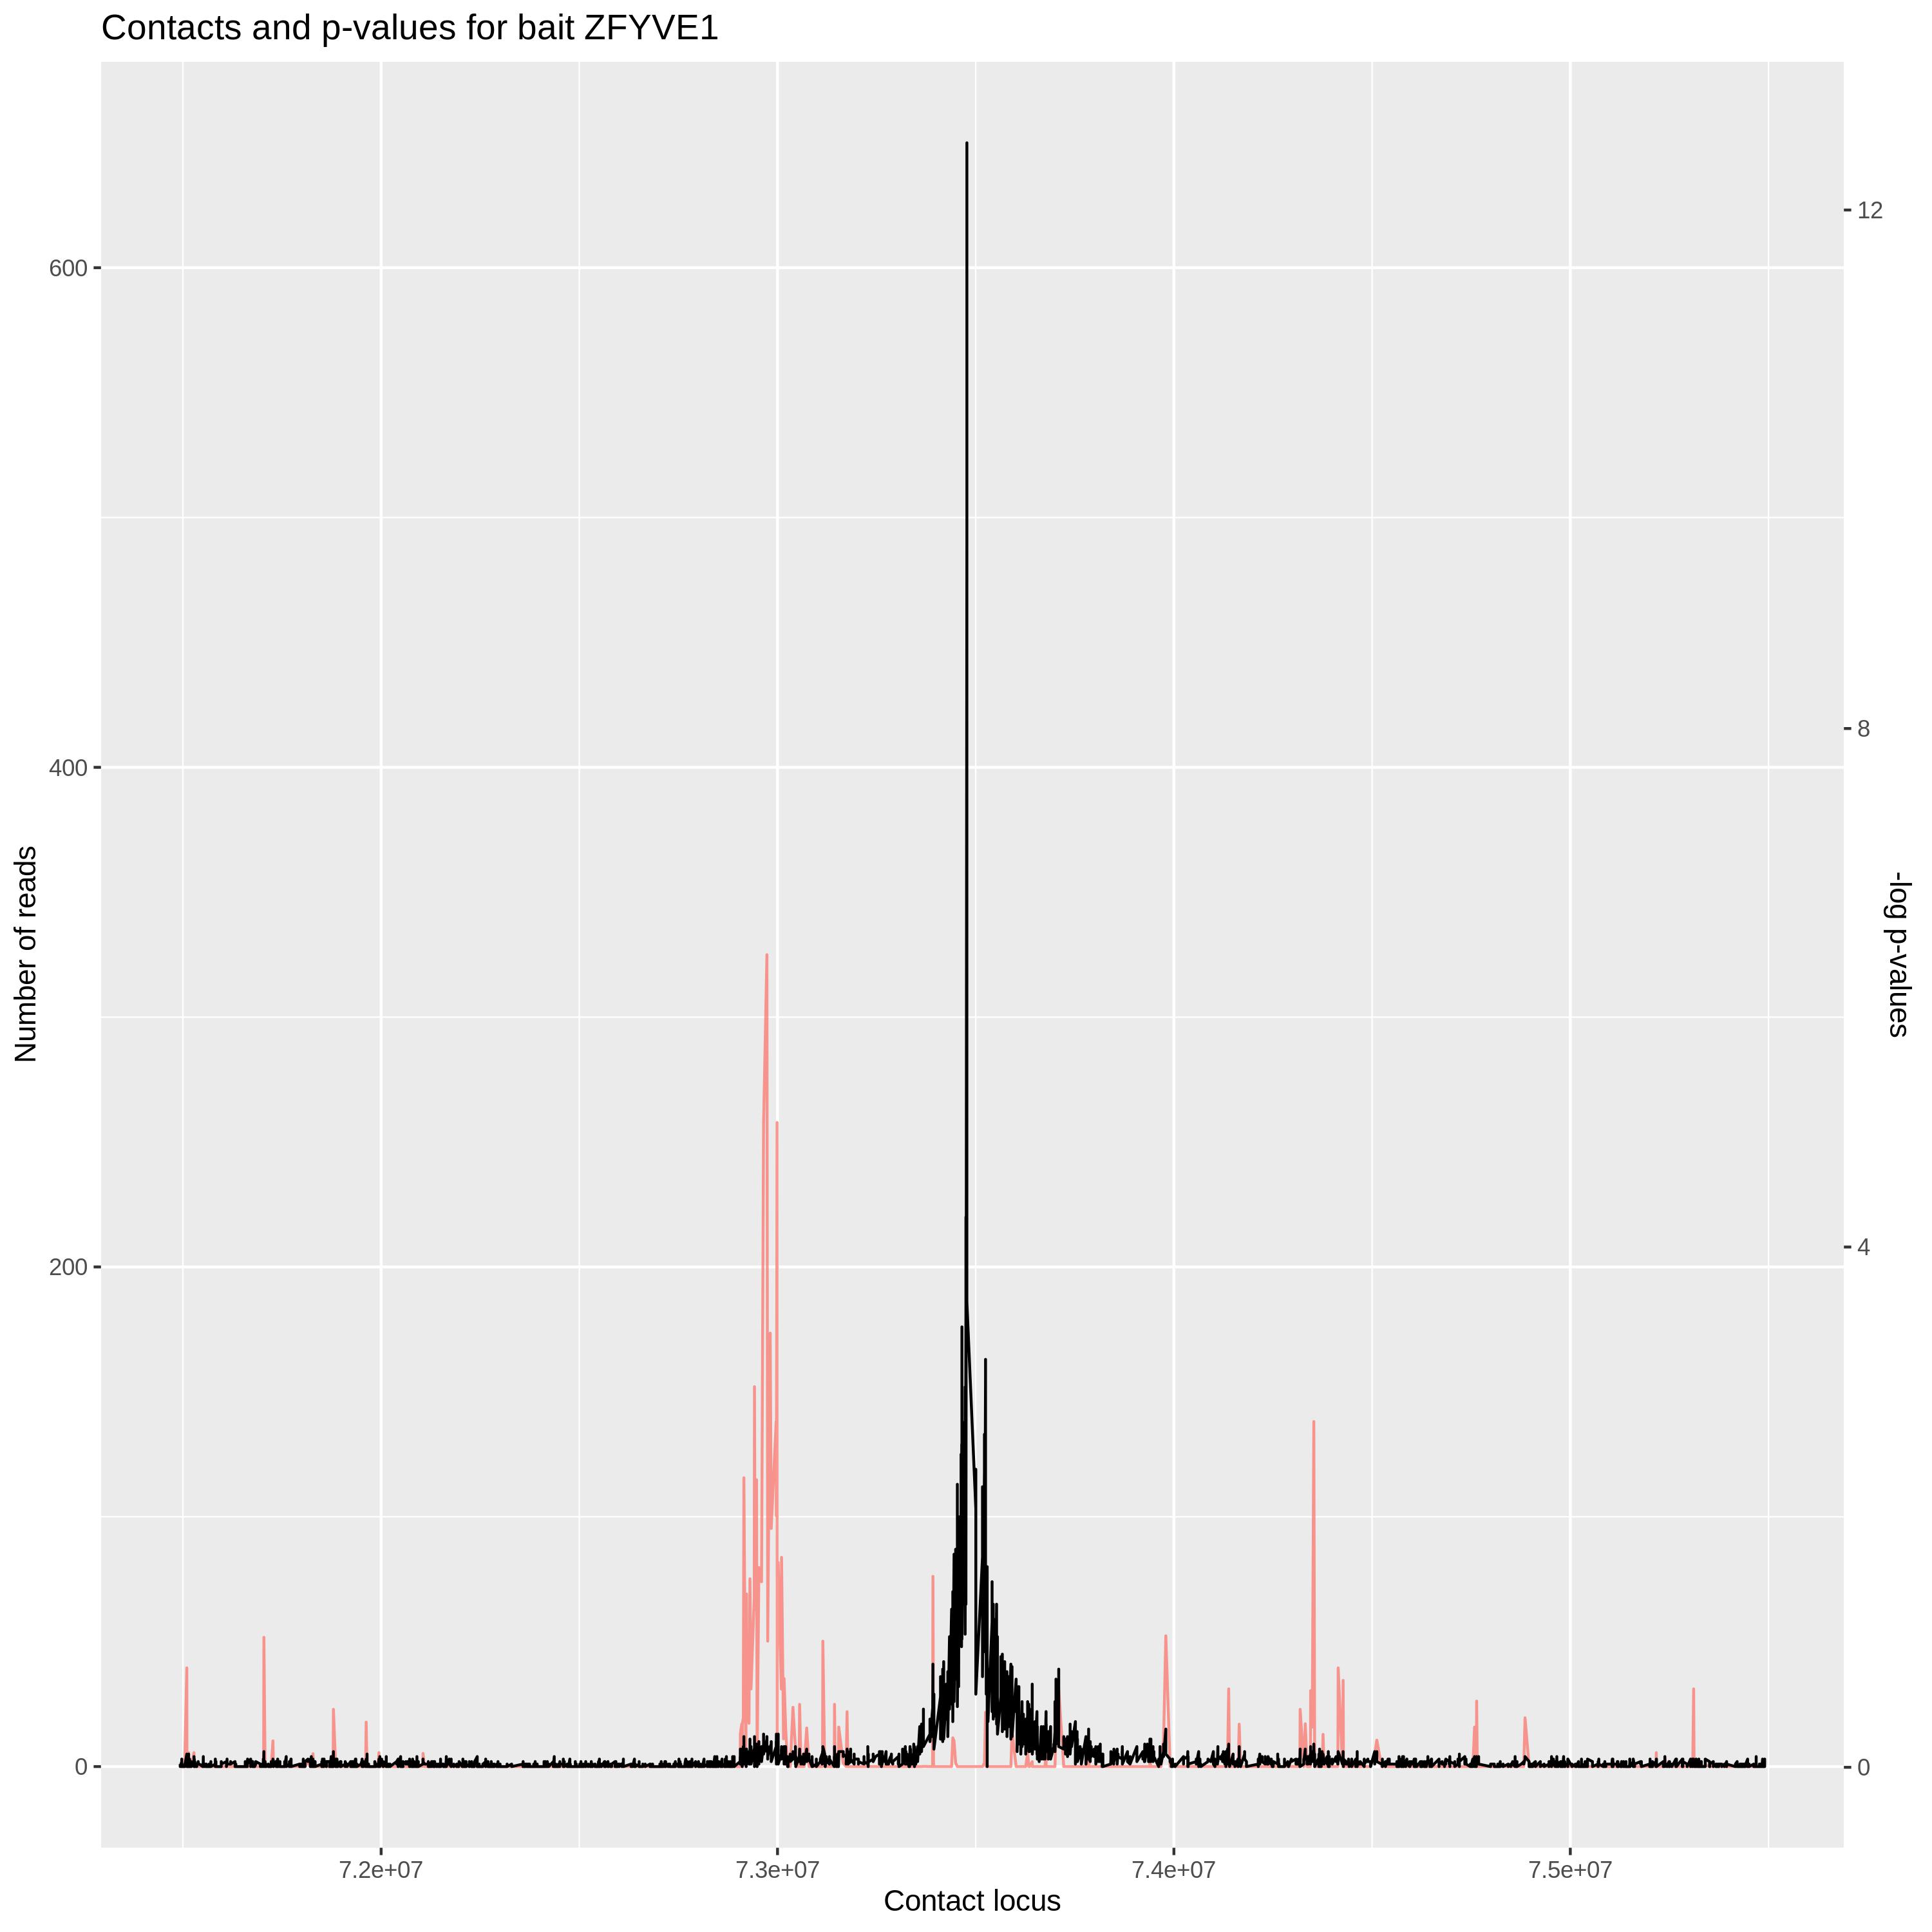 Contacts and p-values for bait ZFYVE1
600
400
200
0
12
8
4
0
Number of reads
-log p-values
7.2e+07
7.3e+07
7.4e+07
7.5e+07
Contact locus